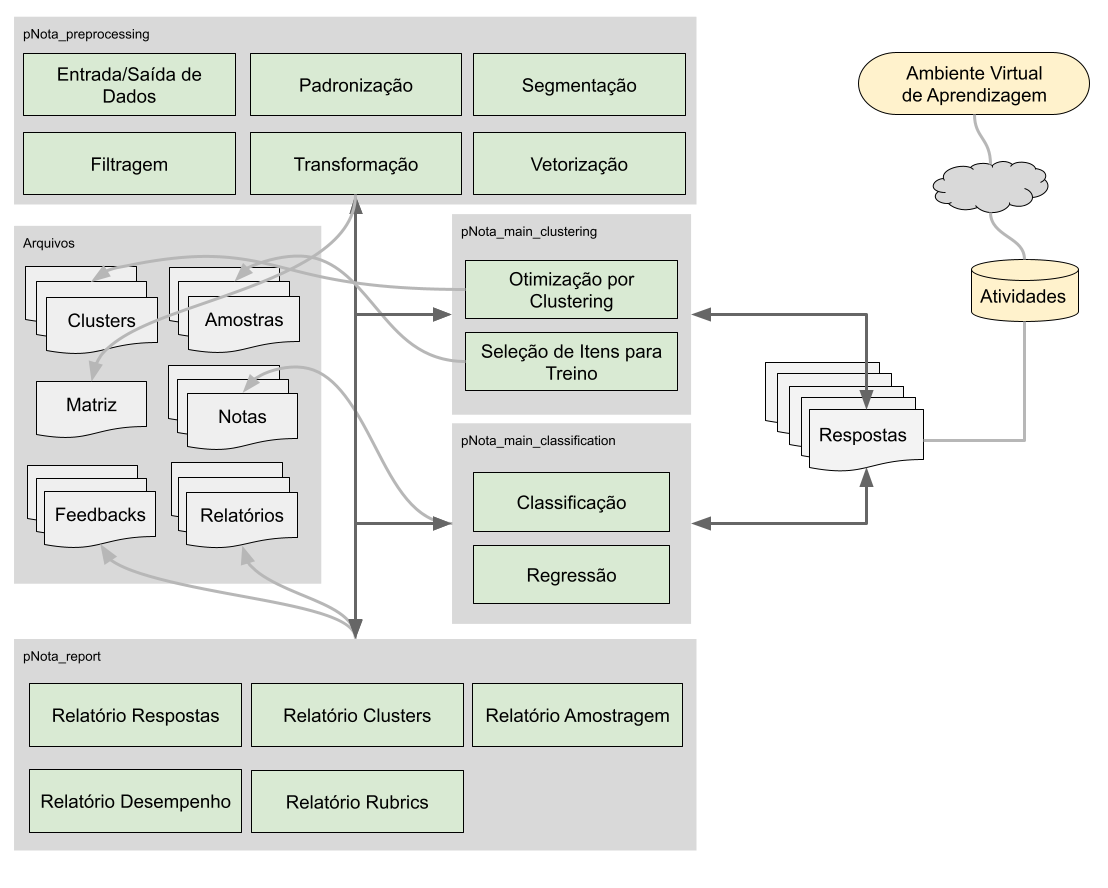 pNota_preprocessing
Entrada/Saída de
Dados
Padronização
Segmentação
Filtragem
Transformação
Vetorização
Ambiente Virtual
de Aprendizagem
Atividades
Respostas
Arquivos
Clusters
Amostras
Matriz
Notas
Feedbacks
Relatórios
pNota_main_clustering
Otimização por
Clustering
Seleção de Itens para
Treino
pNota_main_classification
Classificação
Regressão
pNota_report
Relatório Respostas
Relatório Clusters
Relatório Amostragem
Relatório Desempenho
Relatório Rubrics